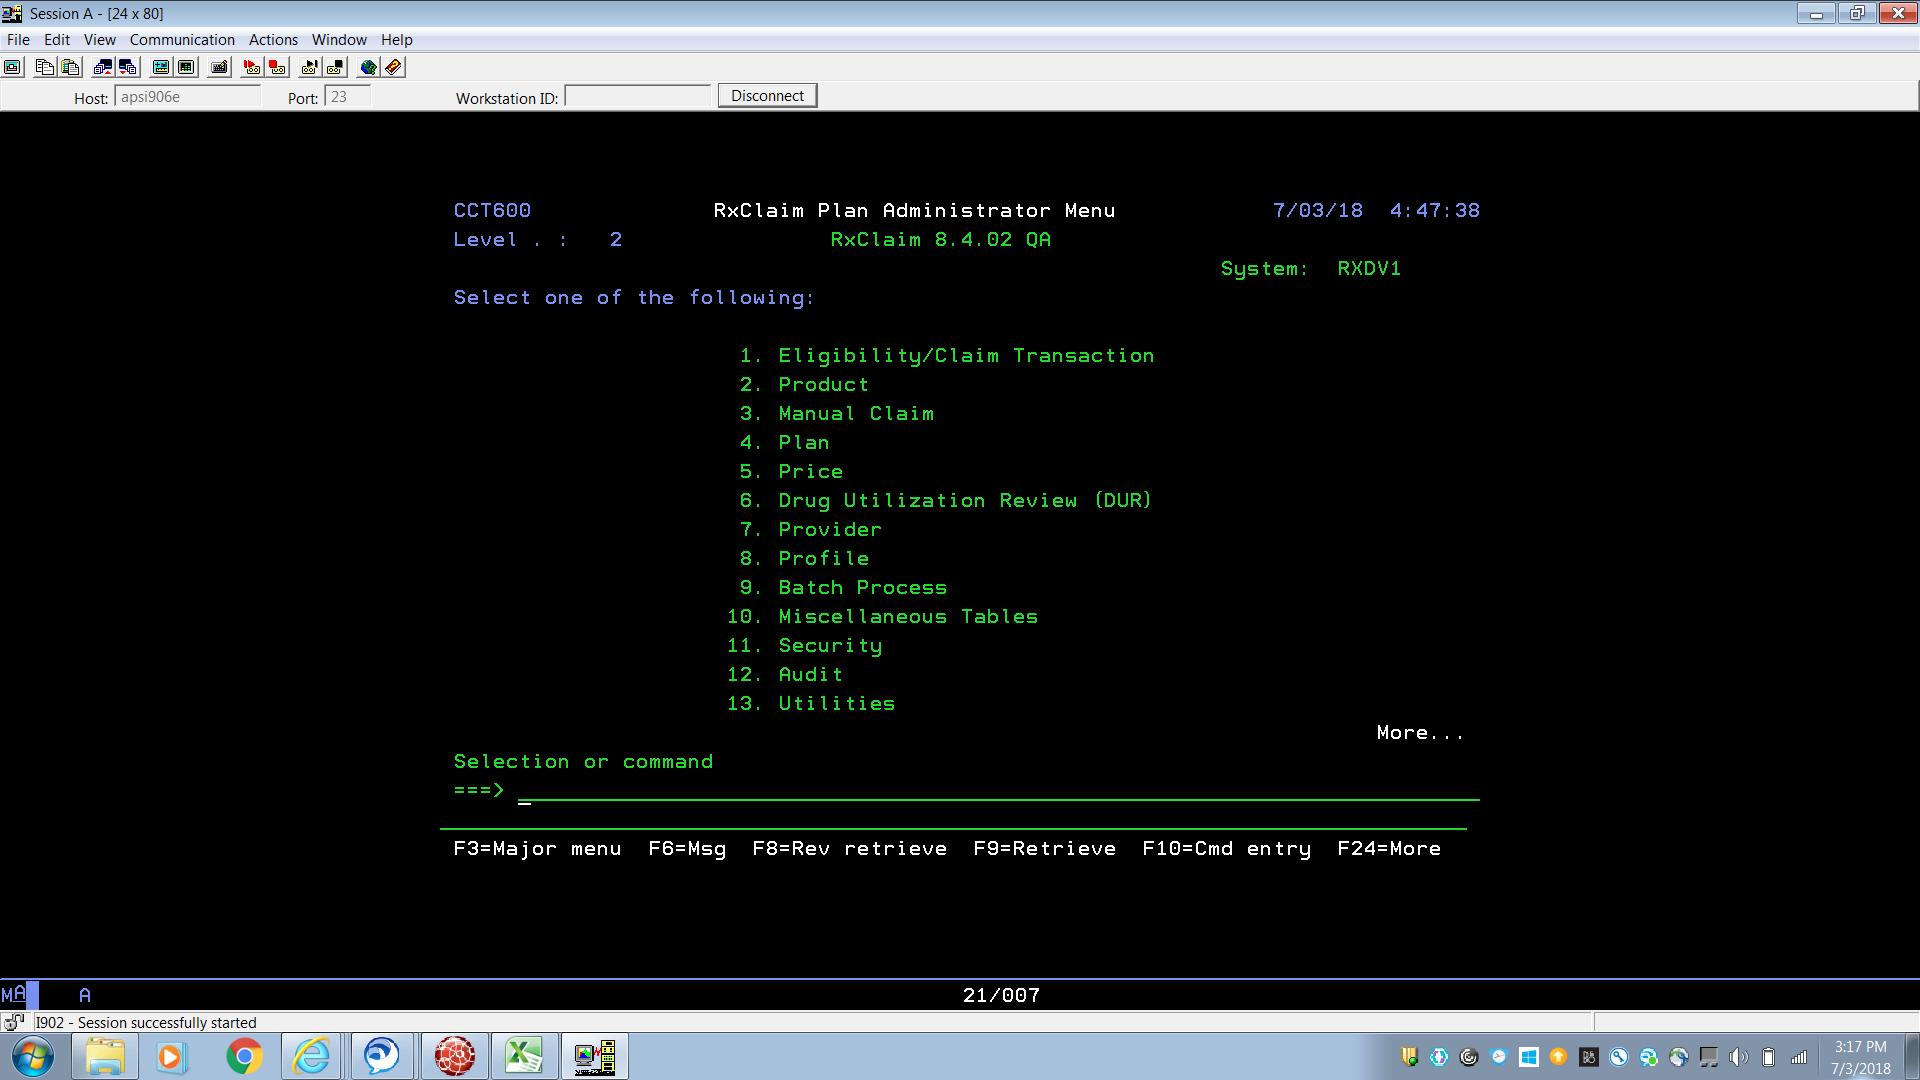 Session A - [24 x 80]
File Edit View Communication Actions Window Help
Host: apsi906e Port: 23 Workstation ID: Disconnect
CCT600 RxClaim Plan Administrator Menu 7/03/18 4:47:38
Level . : 2 RxClaim 8.4.02 QA
System: RXDV1
Select one of the following:
1. Eligibility/Claim Transaction
2. Product
3. Manual Claim
4. Plan
5. Price
6. Drug Utilization Review (DUR)
7. Provider
8. Profile
9. Batch Process
10. Miscellaneous Tables
11. Security
12. Audit
13. Utilities
More...
Selection or command
===>
F3=Major menu F6=Msg F8=Rev retrieve F9=Retrieve F10=Cmd entry F24=More
MA A 21/007
I902 - Session successfully started
3:17 PM
7/3/2018